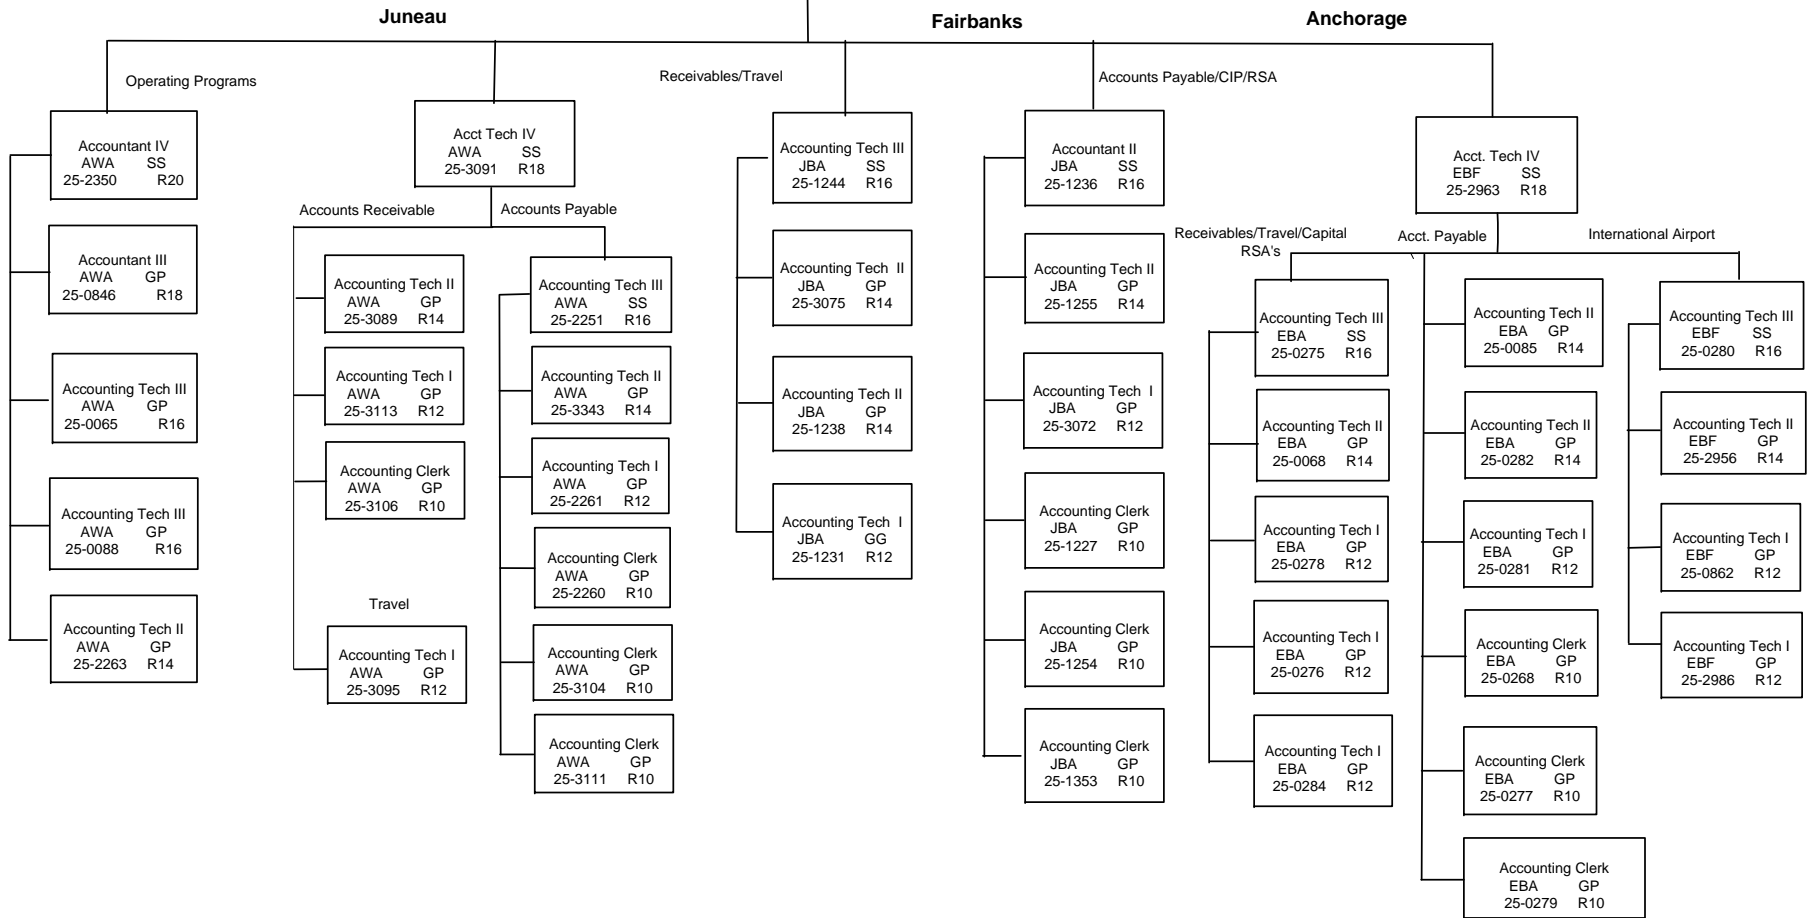 Juneau
Fairbanks
Anchorage
Operating Programs
Accountant IV
AWA SS
25-2350 R20
Accountant III
AWA GP
25-0846 R18
Accounting Tech III
AWA GP
25-0065 R16
Accounting Tech III
AWA GP
25-0088 R16
Accounting Tech II
AWA GP
25-2263 R14
Acct Tech IV
AWA SS
25-3091 R18
Accounts Receivable
Accounting Tech II
AWA GP
25-3089 R14
Accounting Tech I
AWA GP
25-3113 R12
Accounting Clerk
AWA GP
25-3106 R10
Travel
Accounting Tech I
AWA GP
25-3095 R12
Accounts Payable
Accounting Tech III
AWA SS
25-2251 R16
Accounting Tech II
AWA GP
25-3343 R14
Accounting Tech I
AWA GP
25-2261 R12
Accounting Clerk
AWA GP
25-2260 R10
Accounting Clerk
AWA GP
25-3104 R10
Accounting Clerk
AWA GP
25-3111 R10
Receivables/Travel
Accounting Tech III
JBA SS
25-1244 R16
Accounting Tech II
JBA GP
25-3075 R14
Accounting Tech II
JBA GP
25-1238 R14
Accounting Tech I
JBA GG
25-1231 R12
Accounts Payable/CIP/RSA
Accountant II
JBA SS
25-1236 R16
Accounting Tech II
JBA GP
25-1255 R14
Accounting Tech I
JBA GP
25-3072 R12
Accounting Clerk
JBA GP
25-1227 R10
Accounting Clerk
JBA GP
25-1254 R10
Accounting Clerk
JBA GP
25-1353 R10
Acct. Tech IV
EBF SS
25-2963 R18
Receivables/Travel/Capital
RSA's
Accounting Tech III
EBA SS
25-0275 R16
Accounting Tech II
EBA GP
25-0068 R14
Accounting Tech I
EBA GP
25-0278 R12
Accounting Tech I
EBA GP
25-0276 R12
Accounting Tech I
EBA GP
25-0284 R12
Acct. Payable
Accounting Tech II
EBA GP
25-0085 R14
Accounting Tech II
EBA GP
25-0282 R14
Accounting Tech I
EBA GP
25-0281 R12
Accounting Clerk
EBA GP
25-0268 R10
Accounting Clerk
EBA GP
25-0277 R10
Accounting Clerk
EBA GP
25-0279 R10
International Airport
Accounting Tech III
EBF SS
25-0280 R16
Accounting Tech II
EBF GP
25-2956 R14
Accounting Tech I
EBF GP
25-0862 R12
Accounting Tech I
EBF GP
25-2986 R12